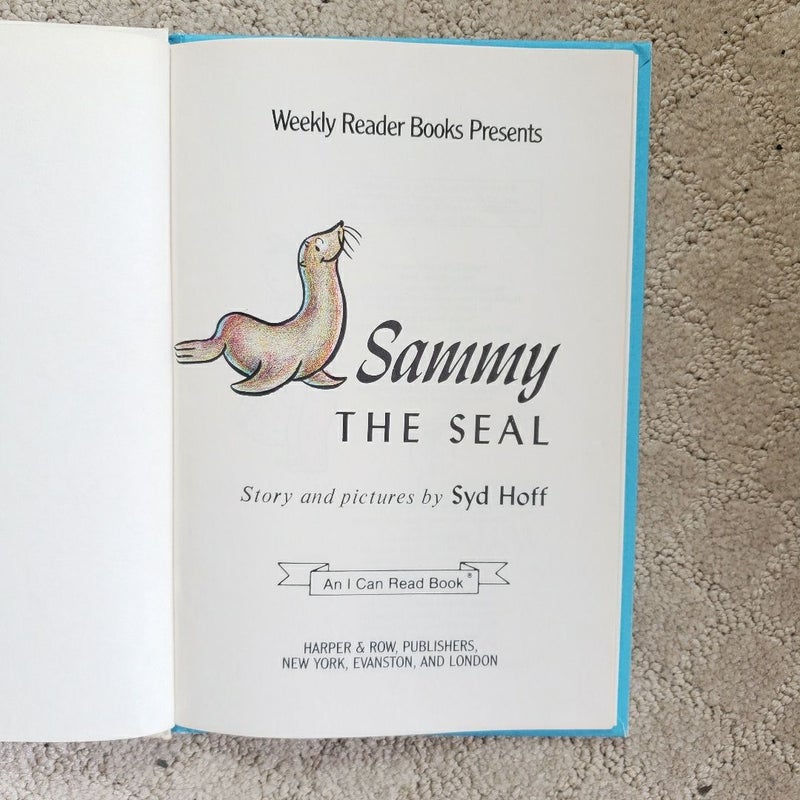 Weekly Reader Books Presents
Sammy
THE SEAL
Story and pictures by Syd Hoff
An I Can Read Book®
HARPER & ROW, PUBLISHERS,
NEW YORK, EVANSTON, AND LONDON